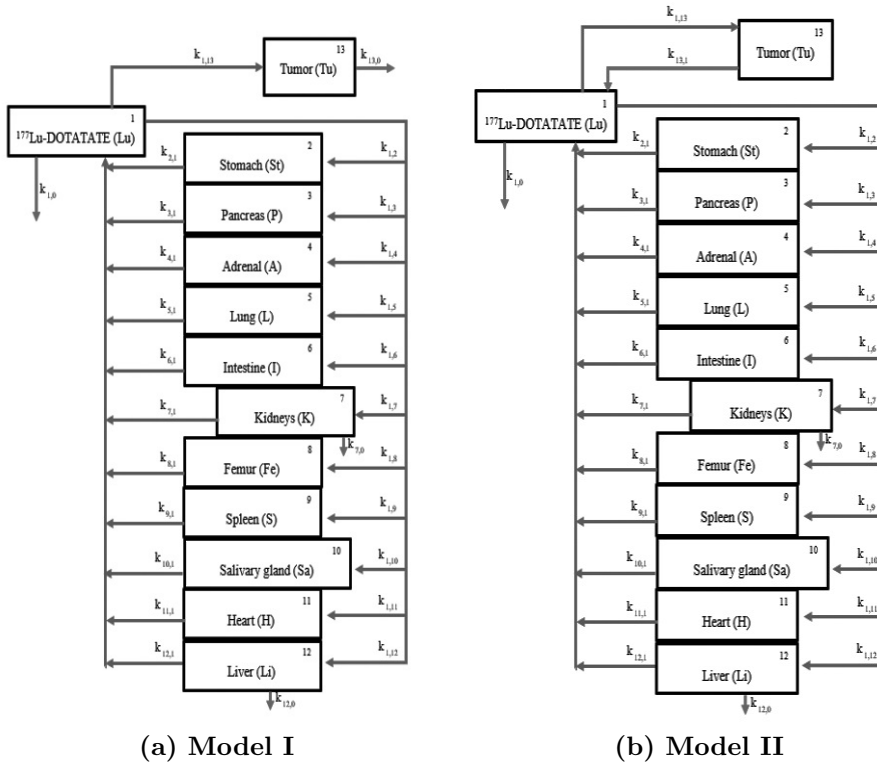 k1,13
13
Tumor (Tu)
k13,0
1
177Lu-DOTATATE (Lu)
k1,0
k2,1
2
Stomach (St)
k1,2
k3,1
3
Pancreas (P)
k1,3
k4,1
4
Adrenal (A)
k1,4
k5,1
5
Lung (L)
k1,5
k6,1
6
Intestine (I)
k1,6
k7,1
7
Kidneys (K)
k1,7
k7,0
k8,1
8
Femur (Fe)
k1,8
k9,1
9
Spleen (S)
k1,9
k10,1
10
Salivary gland (Sa)
k1,10
k11,1
11
Heart (H)
k1,11
k12,1
12
Liver (Li)
k1,12
k12,0
(a) Model I
k1,13
13
Tumor (Tu)
k13,1
1
177Lu-DOTATATE (Lu)
k1,0
k2,1
2
Stomach (St)
k1,2
k3,1
3
Pancreas (P)
k1,3
k4,1
4
Adrenal (A)
k1,4
k5,1
5
Lung (L)
k1,5
k6,1
6
Intestine (I)
k1,6
k7,1
7
Kidneys (K)
k1,7
k7,0
k8,1
8
Femur (Fe)
k1,8
k9,1
9
Spleen (S)
k1,9
k10,1
10
Salivary gland (Sa)
k1,10
k11,1
11
Heart (H)
k1,11
k12,1
12
Liver (Li)
k1,12
k12,0
(b) Model II